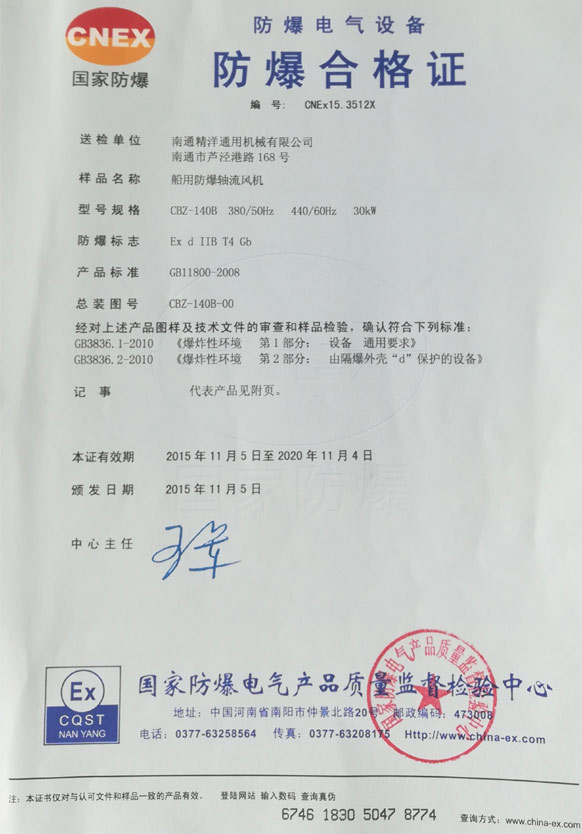 CNEX
国家防爆
防爆电气设备
防爆合格证
编 号: CNEx15.3512X
送检单位 南通精洋通用机械有限公司
南通市芦泾港路168号
样品名称 船用防爆轴流风机
型号规格 CBZ-140B 380/50Hz 440/60Hz 30kW
防爆标志 Ex d IIB T4 Gb
产品标准 GB11800-2008
总装图号 CBZ-140B-00
经对上述产品图样及技术文件的审查和样品检验，确认符合下列标准：
GB3836.1-2010 《爆炸性环境 第1部分： 设备 通用要求》
GB3836.2-2010 《爆炸性环境 第2部分： 由隔爆外壳“d”保护的设备》
记 事 代表产品见附页。
本证有效期 2015年11月5日至2020年11月4日
国家防爆
颁发日期 2015年11月5日
中心主任
Ex
CQST
NAN YANG
国家防爆电气产品质量监督检验中心
国家防爆电气产品质量监督检验中心
地址：中国河南省南阳市仲景北路20号 邮政编码：473008
电话：0377-63258564 传真：0377-63208175 Http://www.china-ex.com
注：本证书仅对与认可文件和样品一致的产品有效。 登陆网站 输入数码 查询真伪
6746 1830 5047 8774 查询方式：www.china-ex.com